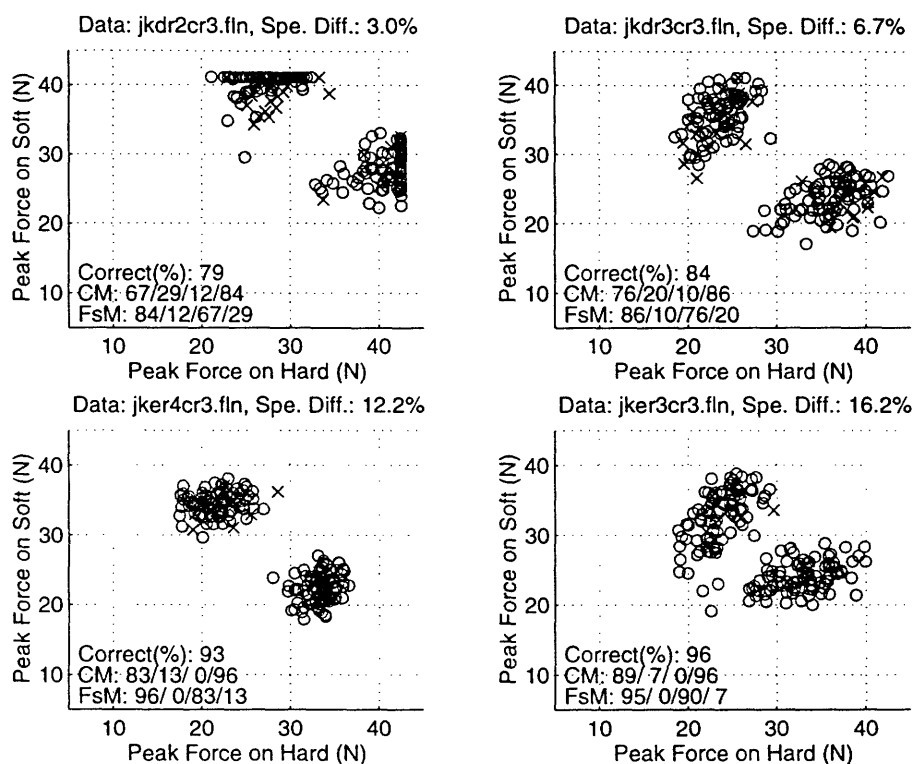 Data: jkdr2cr3.fln, Spe. Diff.: 3.0%
Peak Force on Soft (N)
40
30
20
10
Correct(%): 79
CM: 67/29/12/84
FsM: 84/12/67/29
10 20 30 40
Peak Force on Hard (N)
Data: jkdr3cr3.fln, Spe. Diff.: 6.7%
Peak Force on Soft (N)
40
30
20
10
Correct(%): 84
CM: 76/20/10/86
FsM: 86/10/76/20
10 20 30 40
Peak Force on Hard (N)
Data: jker4cr3.fln, Spe. Diff.: 12.2%
Peak Force on Soft (N)
40
30
20
10
Correct(%): 93
CM: 83/13/ 0/96
FsM: 96/ 0/83/13
10 20 30 40
Peak Force on Hard (N)
Data: jker3cr3.fln, Spe. Diff.: 16.2%
Peak Force on Soft (N)
40
30
20
10
Correct(%): 96
CM: 89/ 7/ 0/96
FsM: 95/ 0/90/ 7
10 20 30 40
Peak Force on Hard (N)